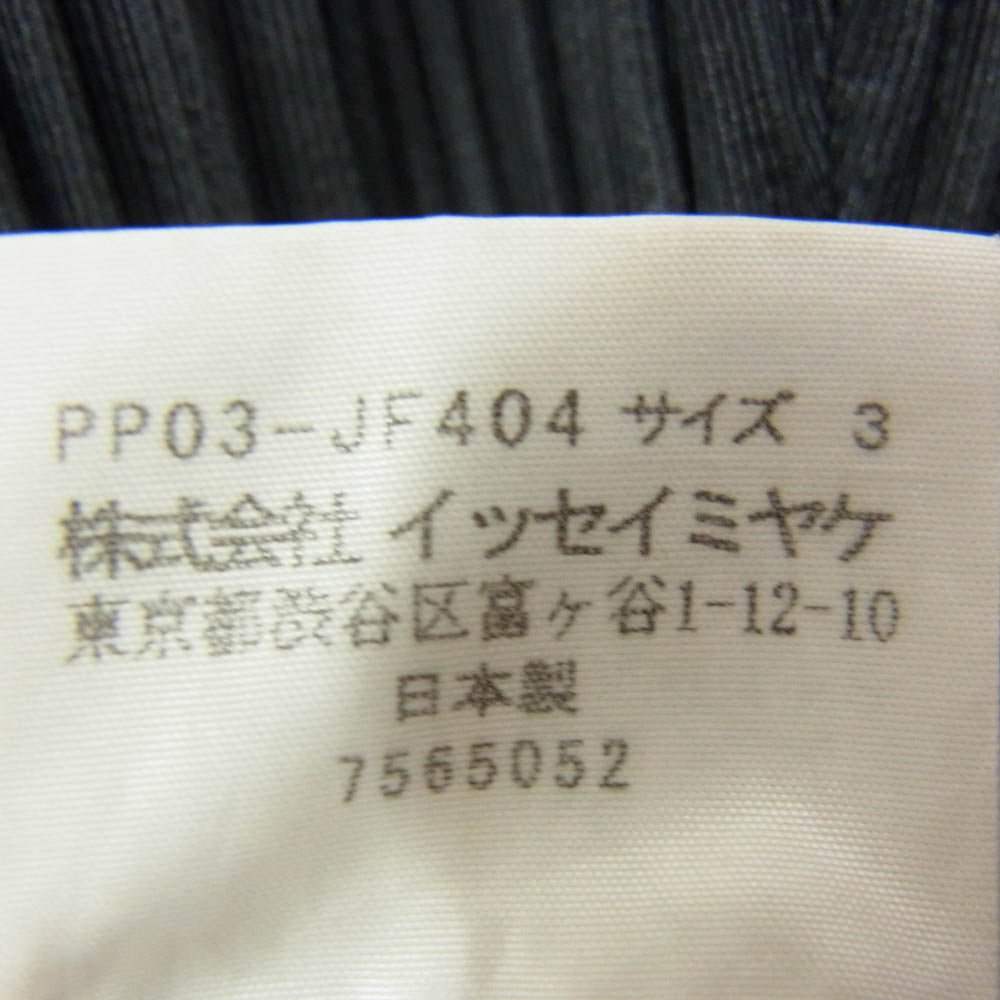 PP03-JF404 サイズ 3
株式会社 イッセイミヤケ
東京都渋谷区富ヶ谷1-12-10
日本製
7565052